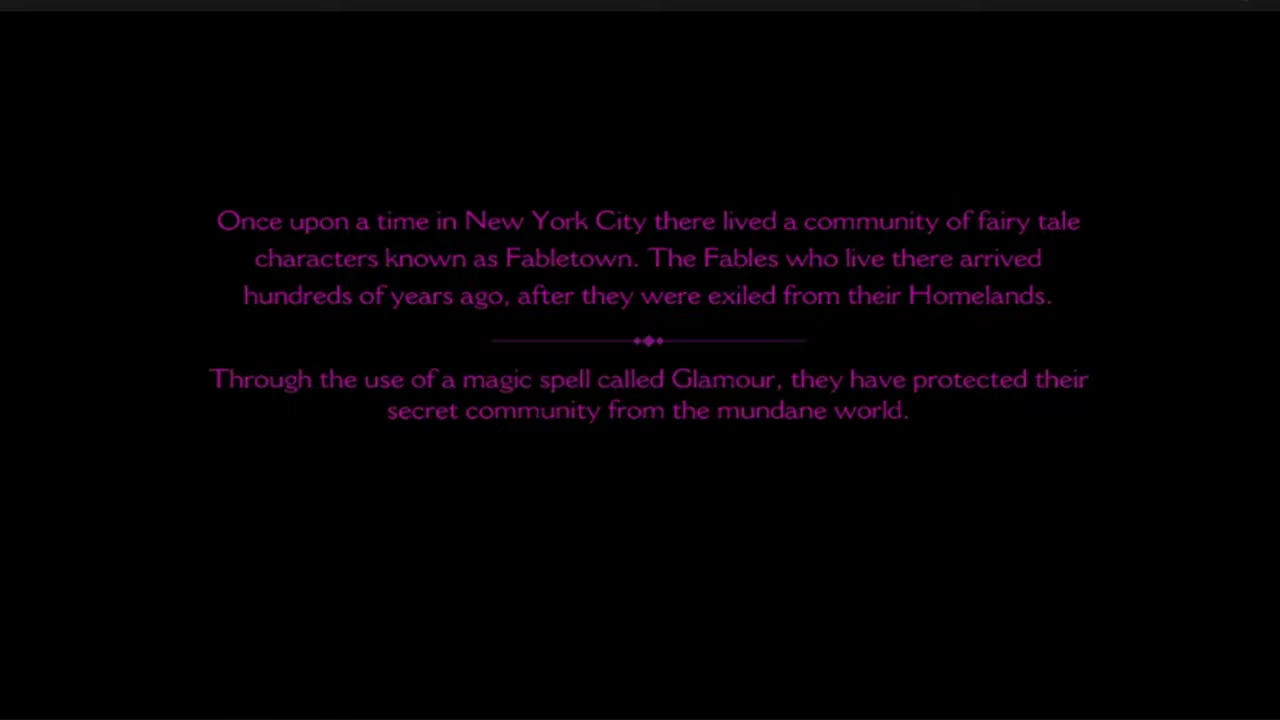 Once upon a time in New York City there lived a community of fairy tale
characters known as Fabletown. The Fables who live there arrived
hundreds of years ago, after they were exiled from their Homelands.
Through the use of a magic spell called Glamour, they have protected their
secret community from the mundane world.